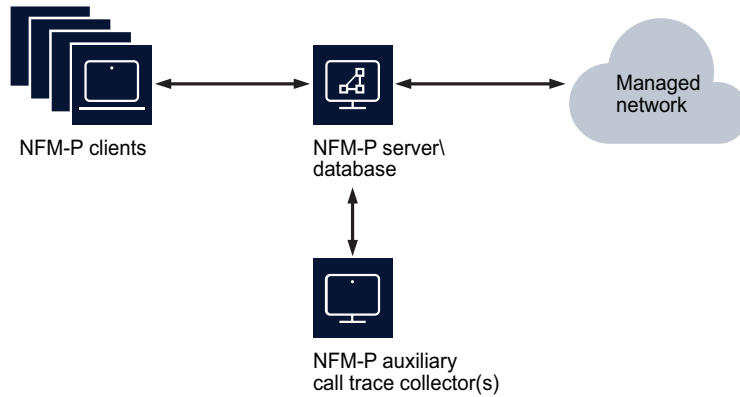 NFM-P clients
NFM-P server\
database
Managed
network
NFM-P auxiliary
call trace collector(s)